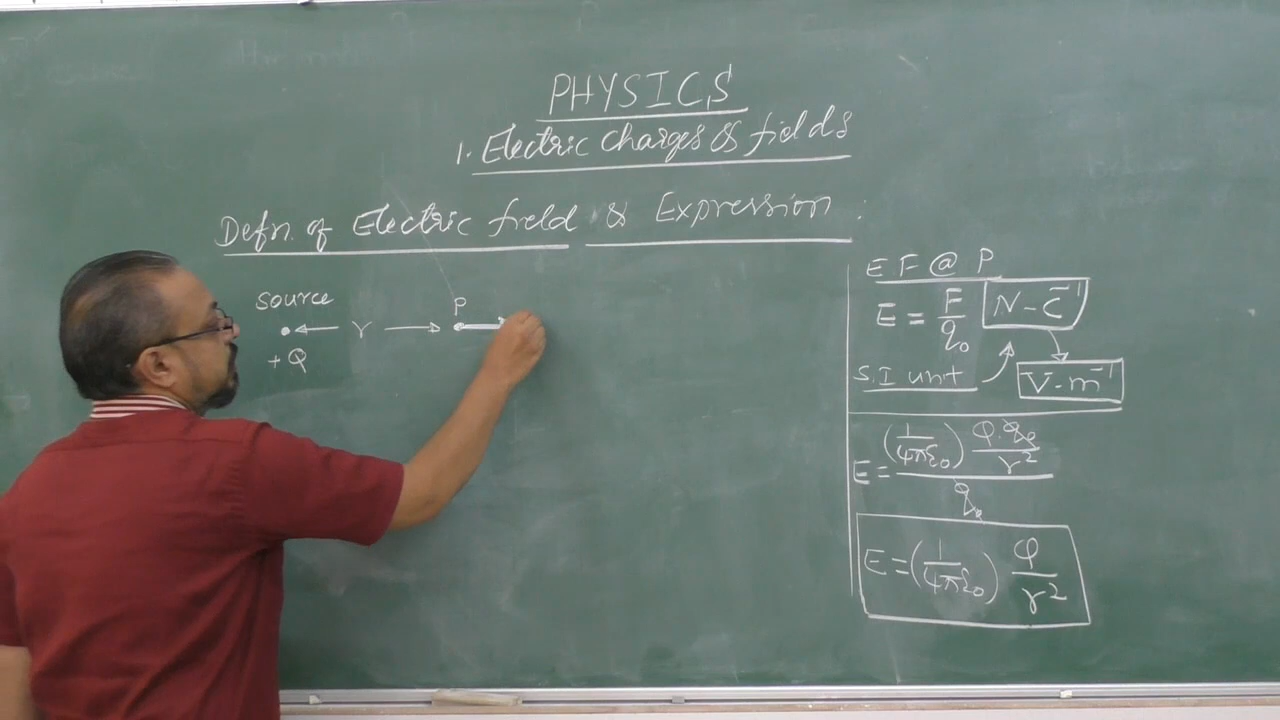 PHYSICS
1. Electric Charges & fields
Defn. of Electric field & Expression :
source
r
P
+Q
E F @ P
E = F/q₀ N-C⁻¹
S.I unit V-m⁻¹
E = (1/4πε₀) Q.q₀/r² / q₀
E = (1/4πε₀) Q/r²